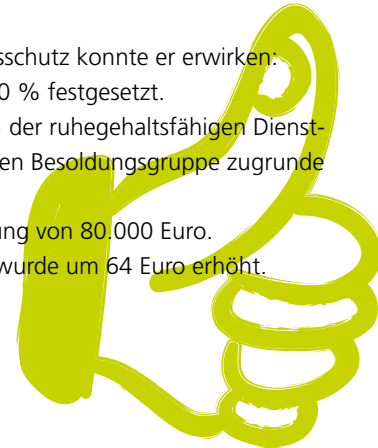 sschutz konnte er erwirken:
0 % festgesetzt.
der ruhegehaltsfähigen Dienst-
en Besoldungsgruppe zugrunde
ung von 80.000 Euro.
wurde um 64 Euro erhöht.